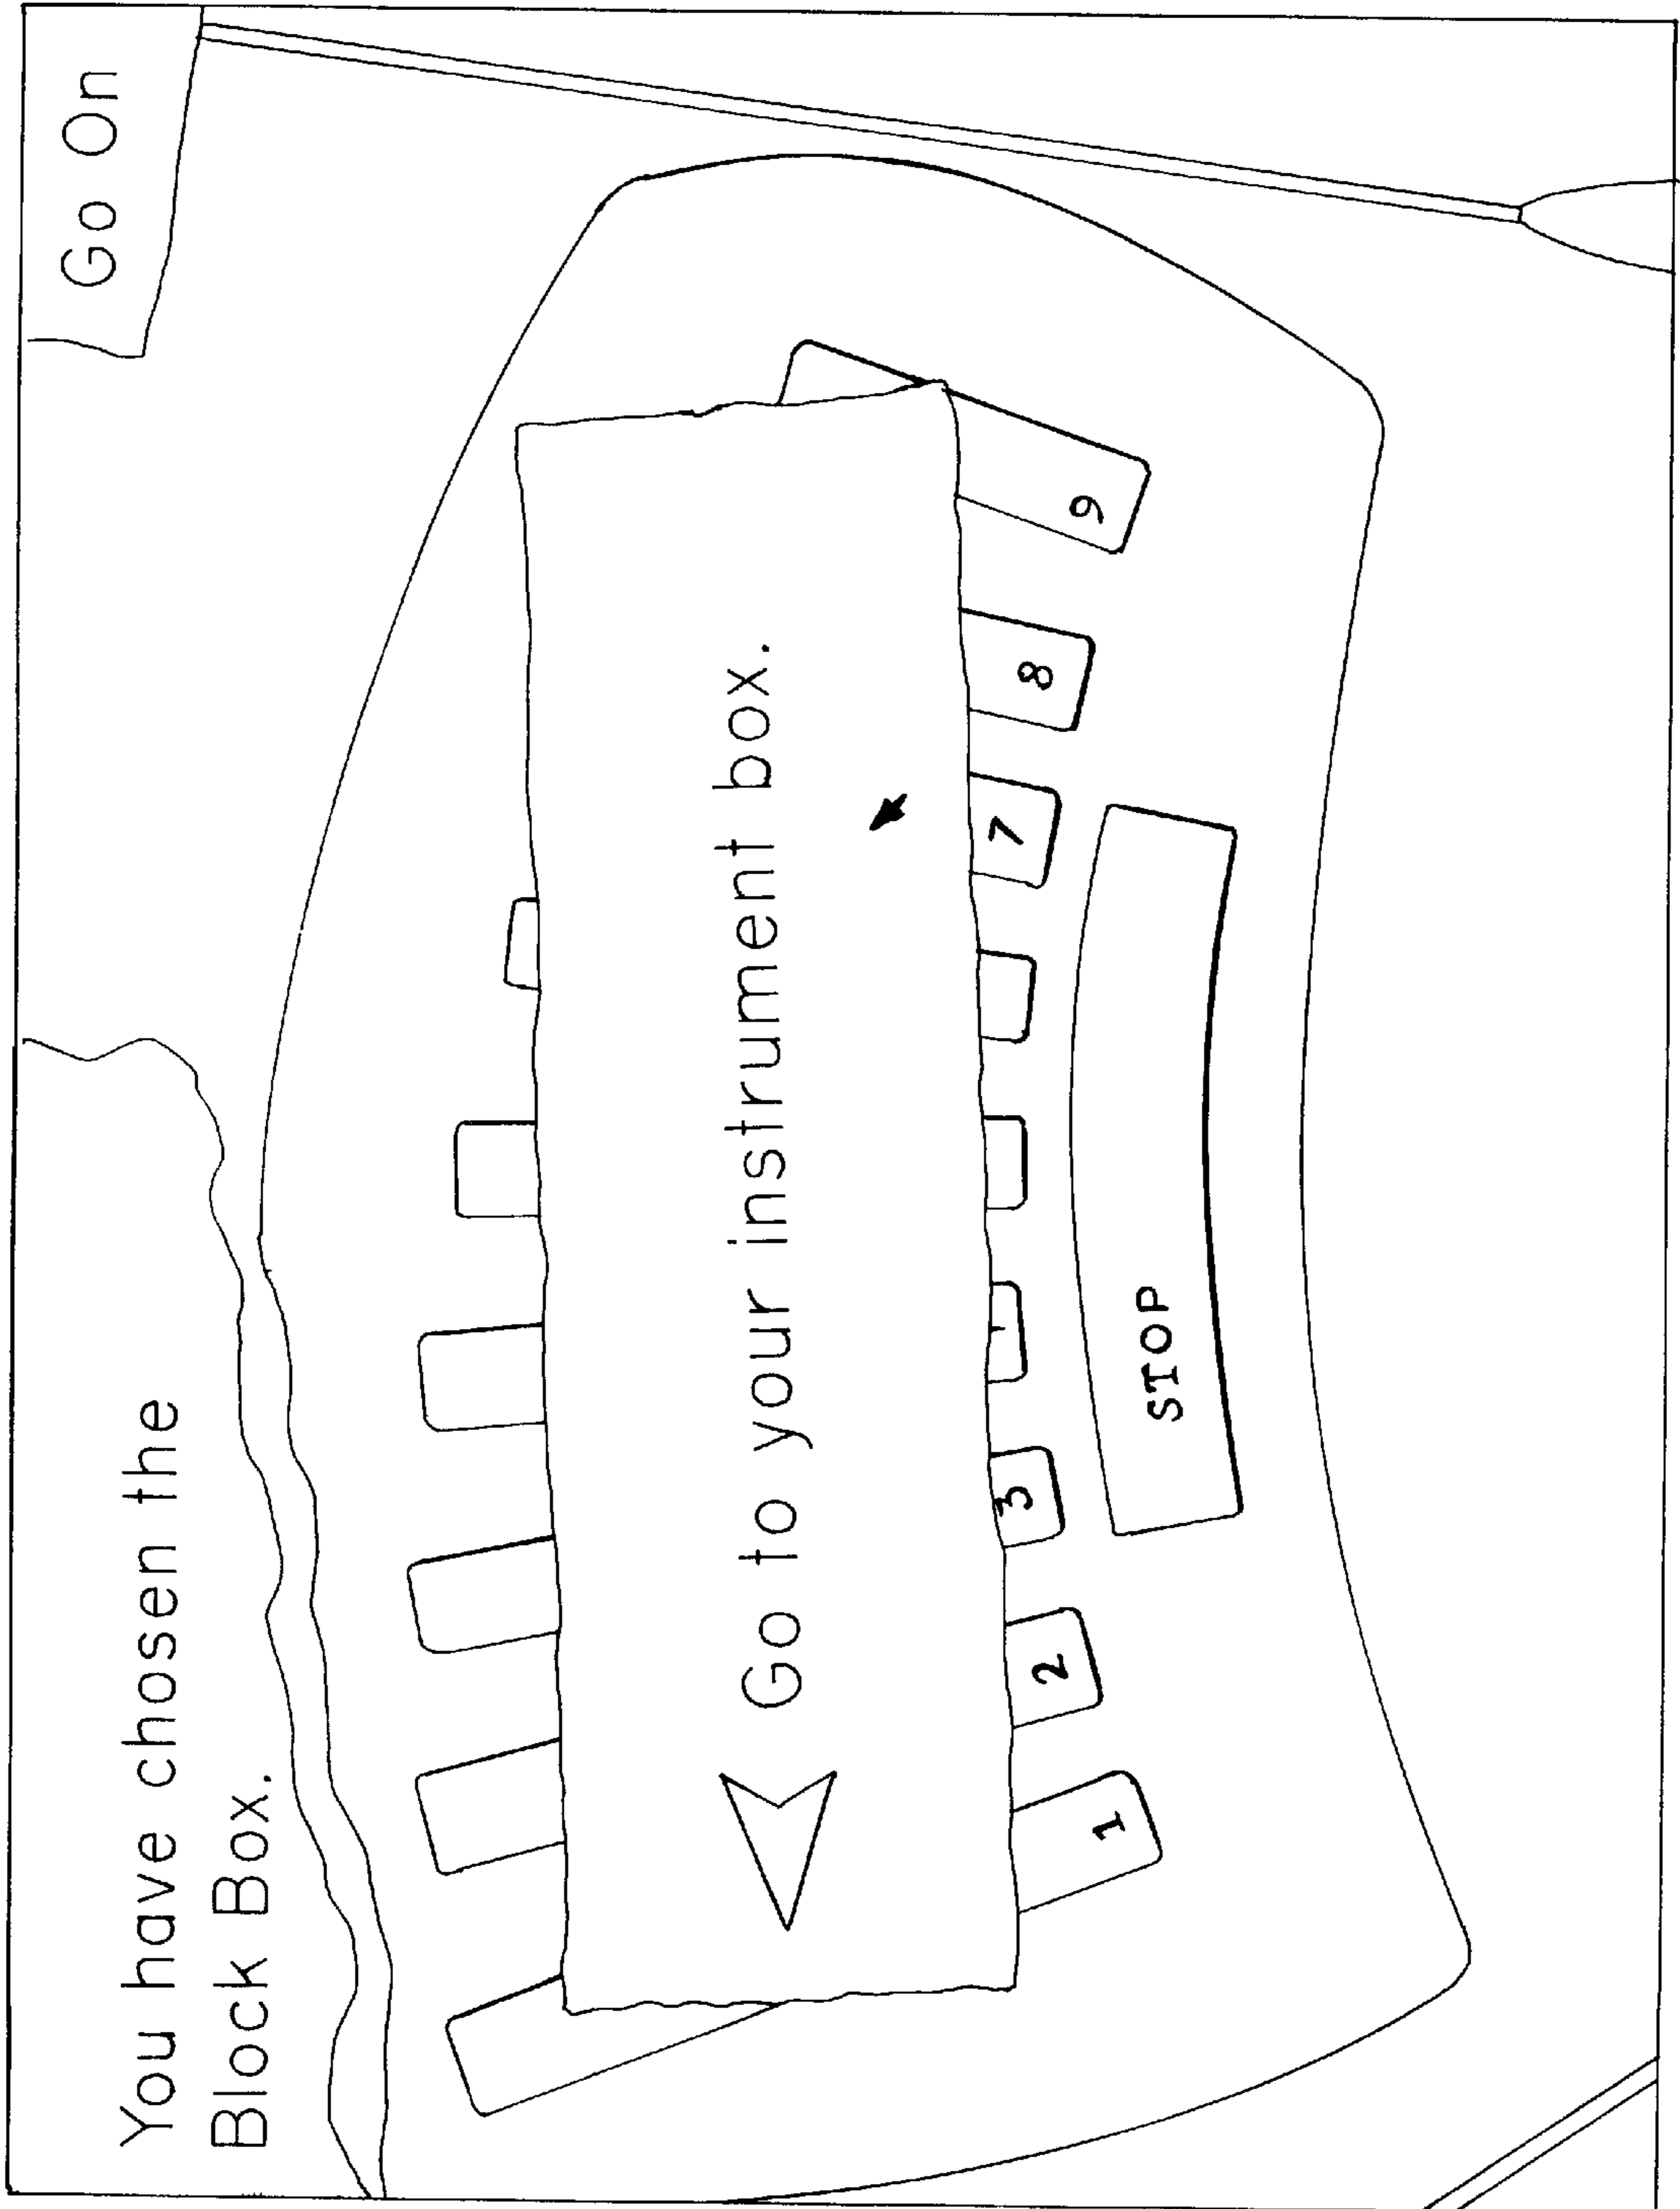 You have chosen the
Block Box.
Go On
Go to your instrument box.
1
2
3
7
8
9
STOP